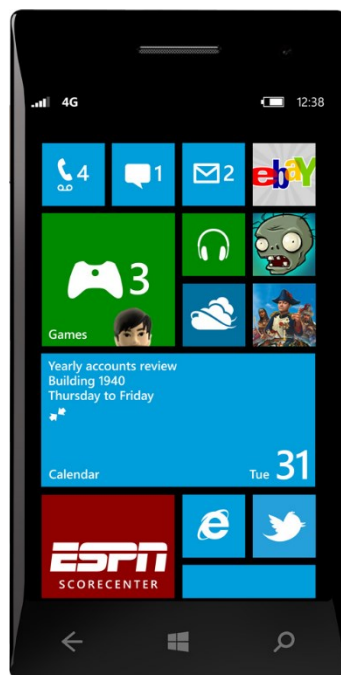 4G
12:38
4
1
2
ebaY
3
Games
Yearly accounts review
Building 1940
Thursday to Friday
Calendar
Tue 31
ESPN
SCORECENTER